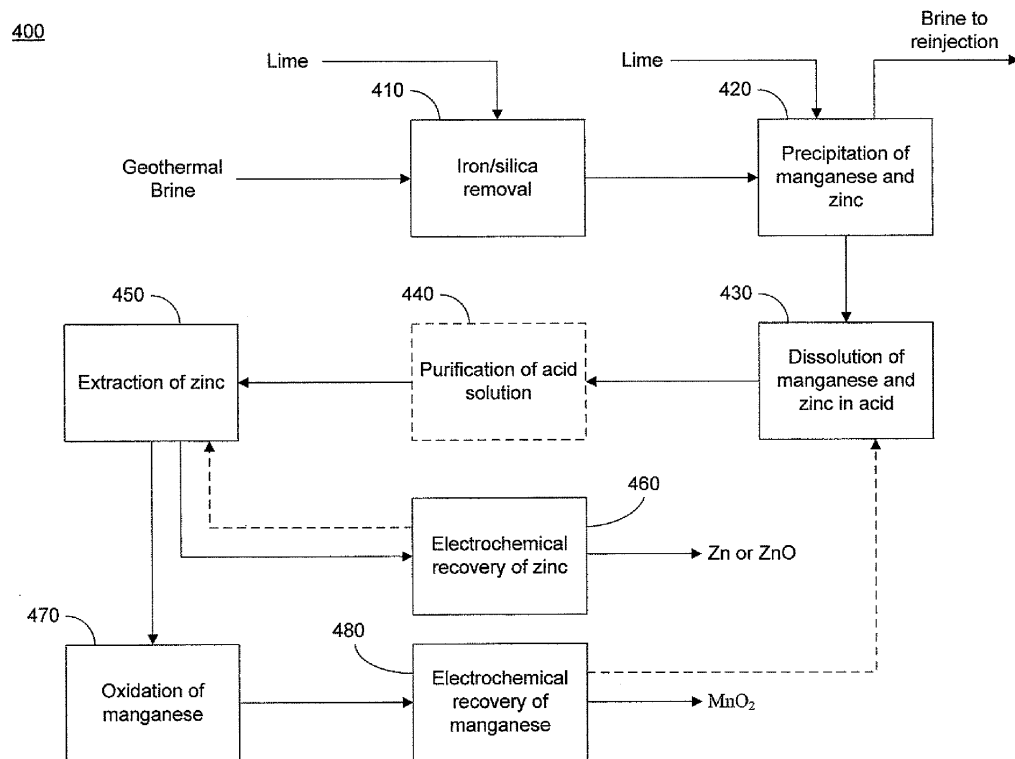 400
Brine to
reinjection
Lime
Lime
410
420
Geothermal
Brine
Iron/silica
removal
Precipitation of
manganese and
zinc
450
440
430
Extraction of zinc
Purification of acid
solution
Dissolution of
manganese and
zinc in acid
460
Electrochemical
recovery of zinc
Zn or ZnO
470
480
Oxidation of
manganese
Electrochemical
recovery of
manganese
MnO₂